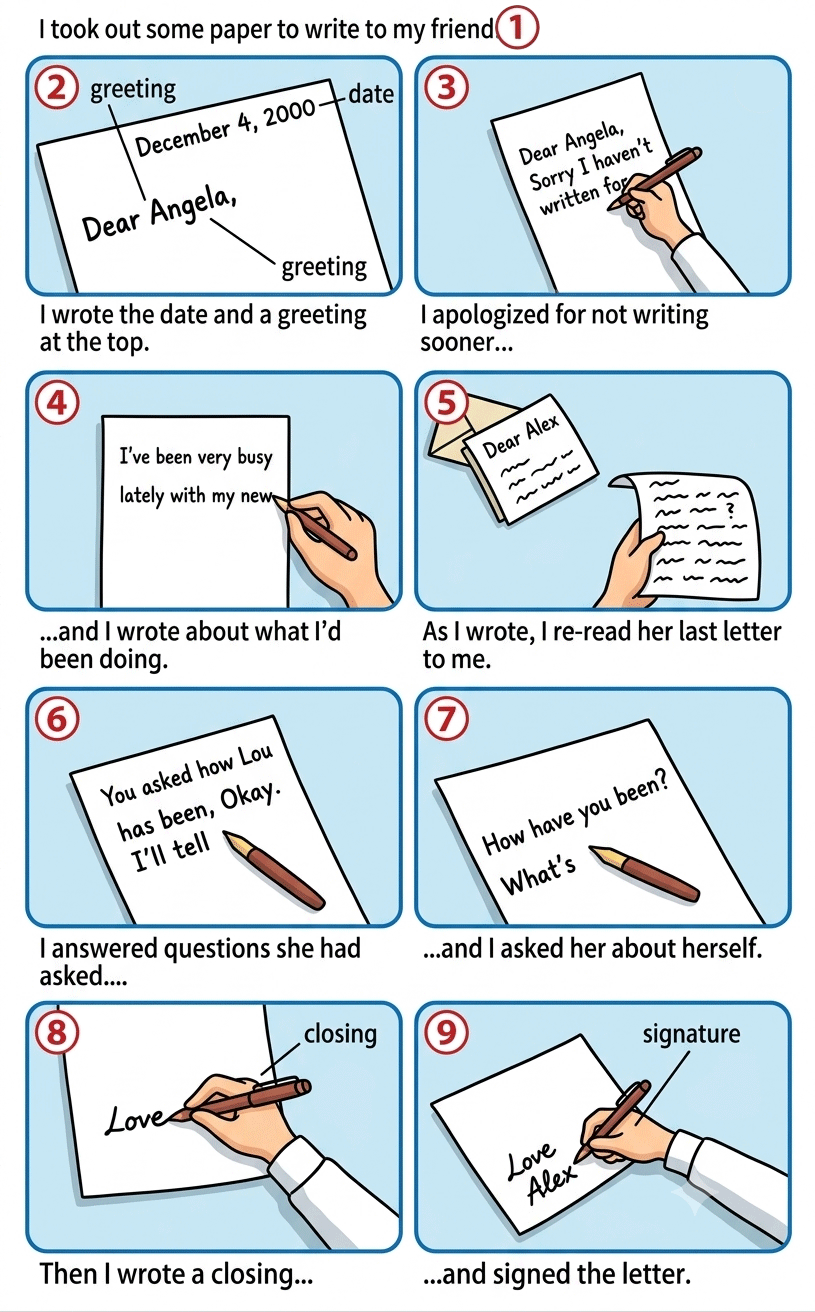 I took out some paper to write to my friend. 1
2 greeting
date
December 4, 2000
Dear Angela,
greeting
I wrote the date and a greeting
at the top.
3
Dear Angela,
Sorry I haven't
written for
I apologized for not writing
sooner...
4
I've been very busy
lately with my new
...and I wrote about what I'd
been doing.
5
Dear Alex
?
As I wrote, I re-read her last letter
to me.
6
You asked how Lou
has been, Okay.
I'll tell
I answered questions she had
asked....
7
How have you been?
What's
...and I asked her about herself.
8
closing
Love
Then I wrote a closing...
9
signature
Love
Alex
...and signed the letter.